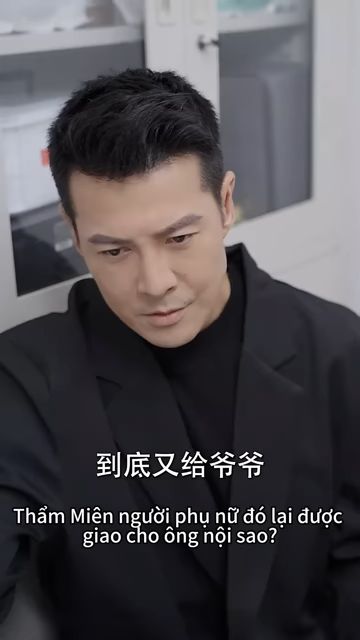 到底又给爷爷
Thẩm Miên người phụ nữ đó lại được
giao cho ông nội sao?